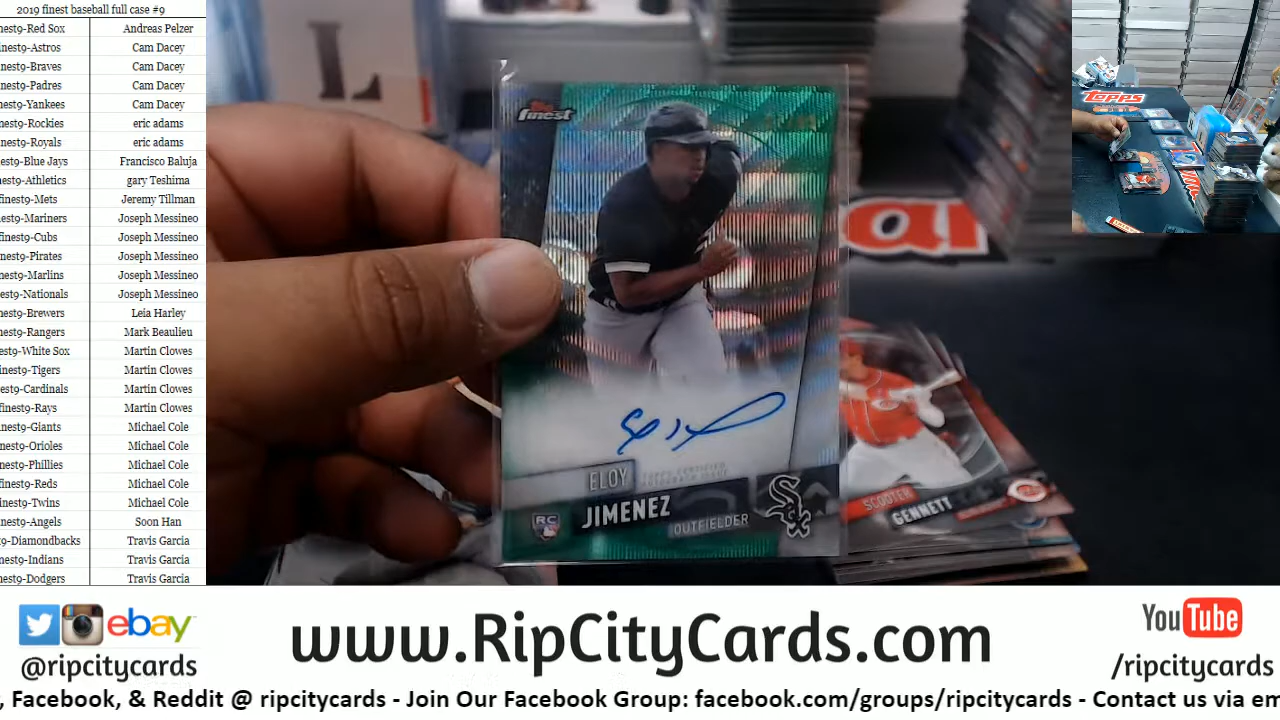 2019 finest baseball full case #9
nest9-Red Sox Andreas Pelzer
inest9-Astros Cam Dacey
inest9-Braves Cam Dacey
inest9-Padres Cam Dacey
nest9-Yankees Cam Dacey
nest9-Rockies eric adams
inest9-Royals eric adams
nest9-Blue Jays Francisco Baluja
nest9-Athletics gary Teshima
finest9-Mets Jeremy Tillman
nest9-Mariners Joseph Messineo
finest9-Cubs Joseph Messineo
inest9-Pirates Joseph Messineo
inest9-Marlins Joseph Messineo
est9-Nationals Joseph Messineo
nest9-Brewers Leia Harley
nest9-Rangers Mark Beaulieu
est9-White Sox Martin Clowes
inest9-Tigers Martin Clowes
est9-Cardinals Martin Clowes
finest9-Rays Martin Clowes
inest9-Giants Michael Cole
nest9-Orioles Michael Cole
nest9-Phillies Michael Cole
finest9-Reds Michael Cole
inest9-Twins Michael Cole
nest9-Angels Soon Han
9-Diamondbacks Travis Garcia
nest9-Indians Travis Garcia
nest9-Dodgers Travis Garcia
L
Topps
finest
ELOY
JIMENEZ
OUTFIELDER
RC
Sox
SCOOTER
GENNETT
Topps
ebay
@ripcitycards
www.RipCityCards.com
YouTube
/ripcitycards
, Facebook, & Reddit @ ripcitycards - Join Our Facebook Group: facebook.com/groups/ripcitycards - Contact us via em